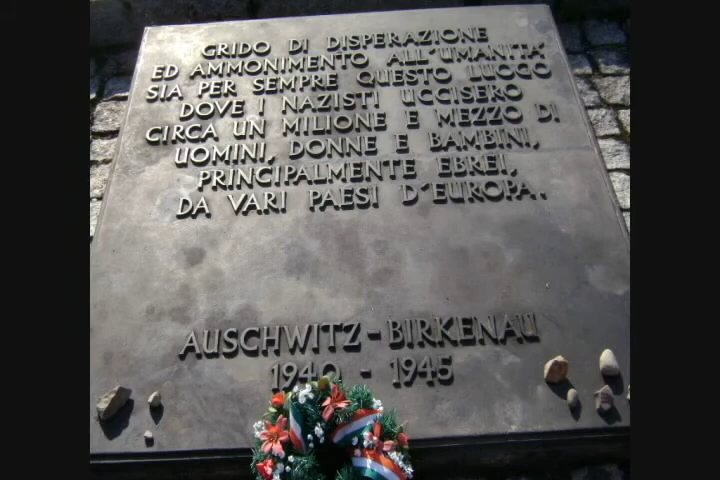 GRIDO DI DISPERAZIONE
ED AMMONIMENTO ALL'UMANITA'
SIA PER SEMPRE QUESTO LUOGO
DOVE I NAZISTI UCCISERO
CIRCA UN MILIONE E MEZZO DI
UOMINI, DONNE E BAMBINI,
PRINCIPALMENTE EBREI,
DA VARI PAESI D'EUROPA.
AUSCHWITZ-BIRKENAU
1940 - 1945